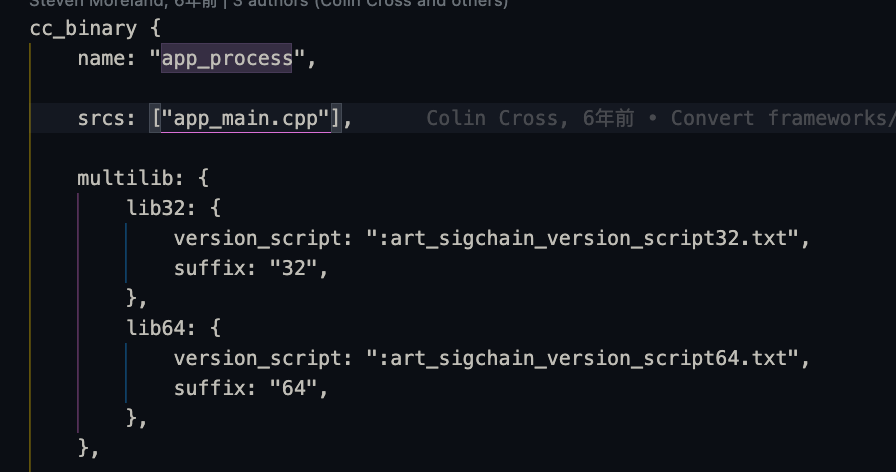 Steven Moreland, 6年前 | 3 authors (Colin Cross and others)
cc_binary {
name: "app_process",
srcs: ["app_main.cpp"], Colin Cross, 6年前 • Convert frameworks/
multilib: {
lib32: {
version_script: ":art_sigchain_version_script32.txt",
suffix: "32",
},
lib64: {
version_script: ":art_sigchain_version_script64.txt",
suffix: "64",
},
},